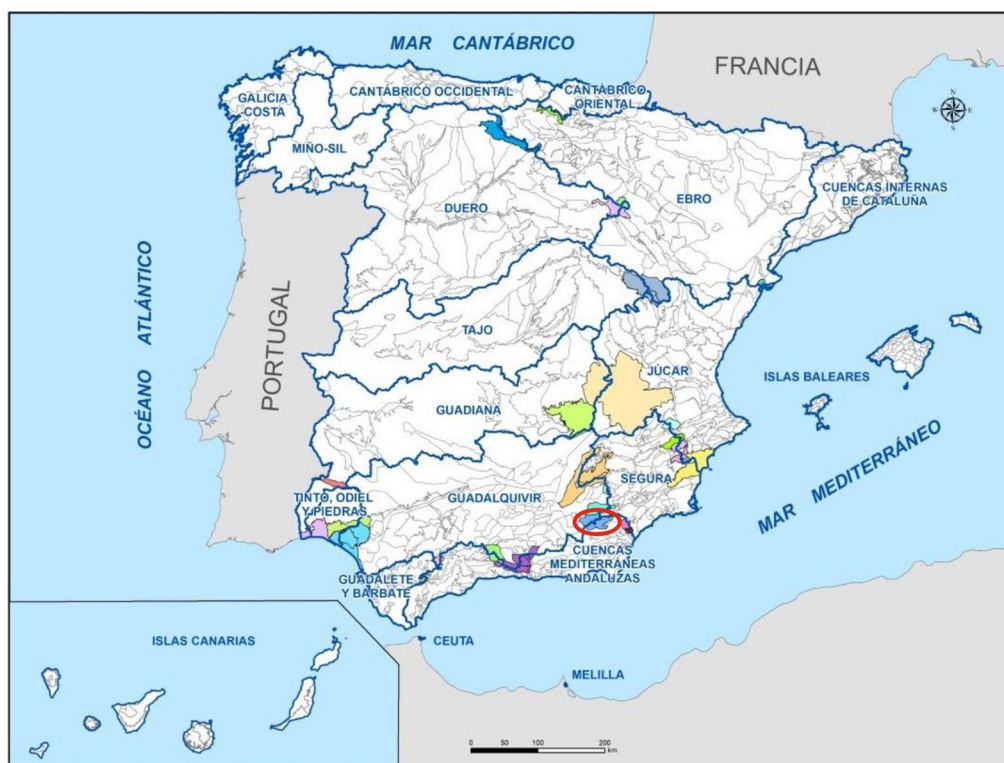 MAR CANTÁBRICO
FRANCIA
GALICIA
COSTA
CANTÁBRICO OCCIDENTAL
CANTÁBRICO
ORIENTAL
N
W E
S
MIÑO-SIL
DUERO
EBRO
CUENCAS INTERNAS
DE CATALUÑA
OCÉANO ATLÁNTICO
PORTUGAL
TAJO
JÚCAR
ISLAS BALEARES
GUADIANA
MAR MEDITERRÁNEO
SEGURA
TINTO, ODIEL
Y PIEDRAS
GUADALQUIVIR
CUENCAS
MEDITERRÁNEAS
ANDALUZAS
GUADALETE
Y BARBATE
ISLAS CANARIAS
CEUTA
MELILLA
0 50 100 200
km